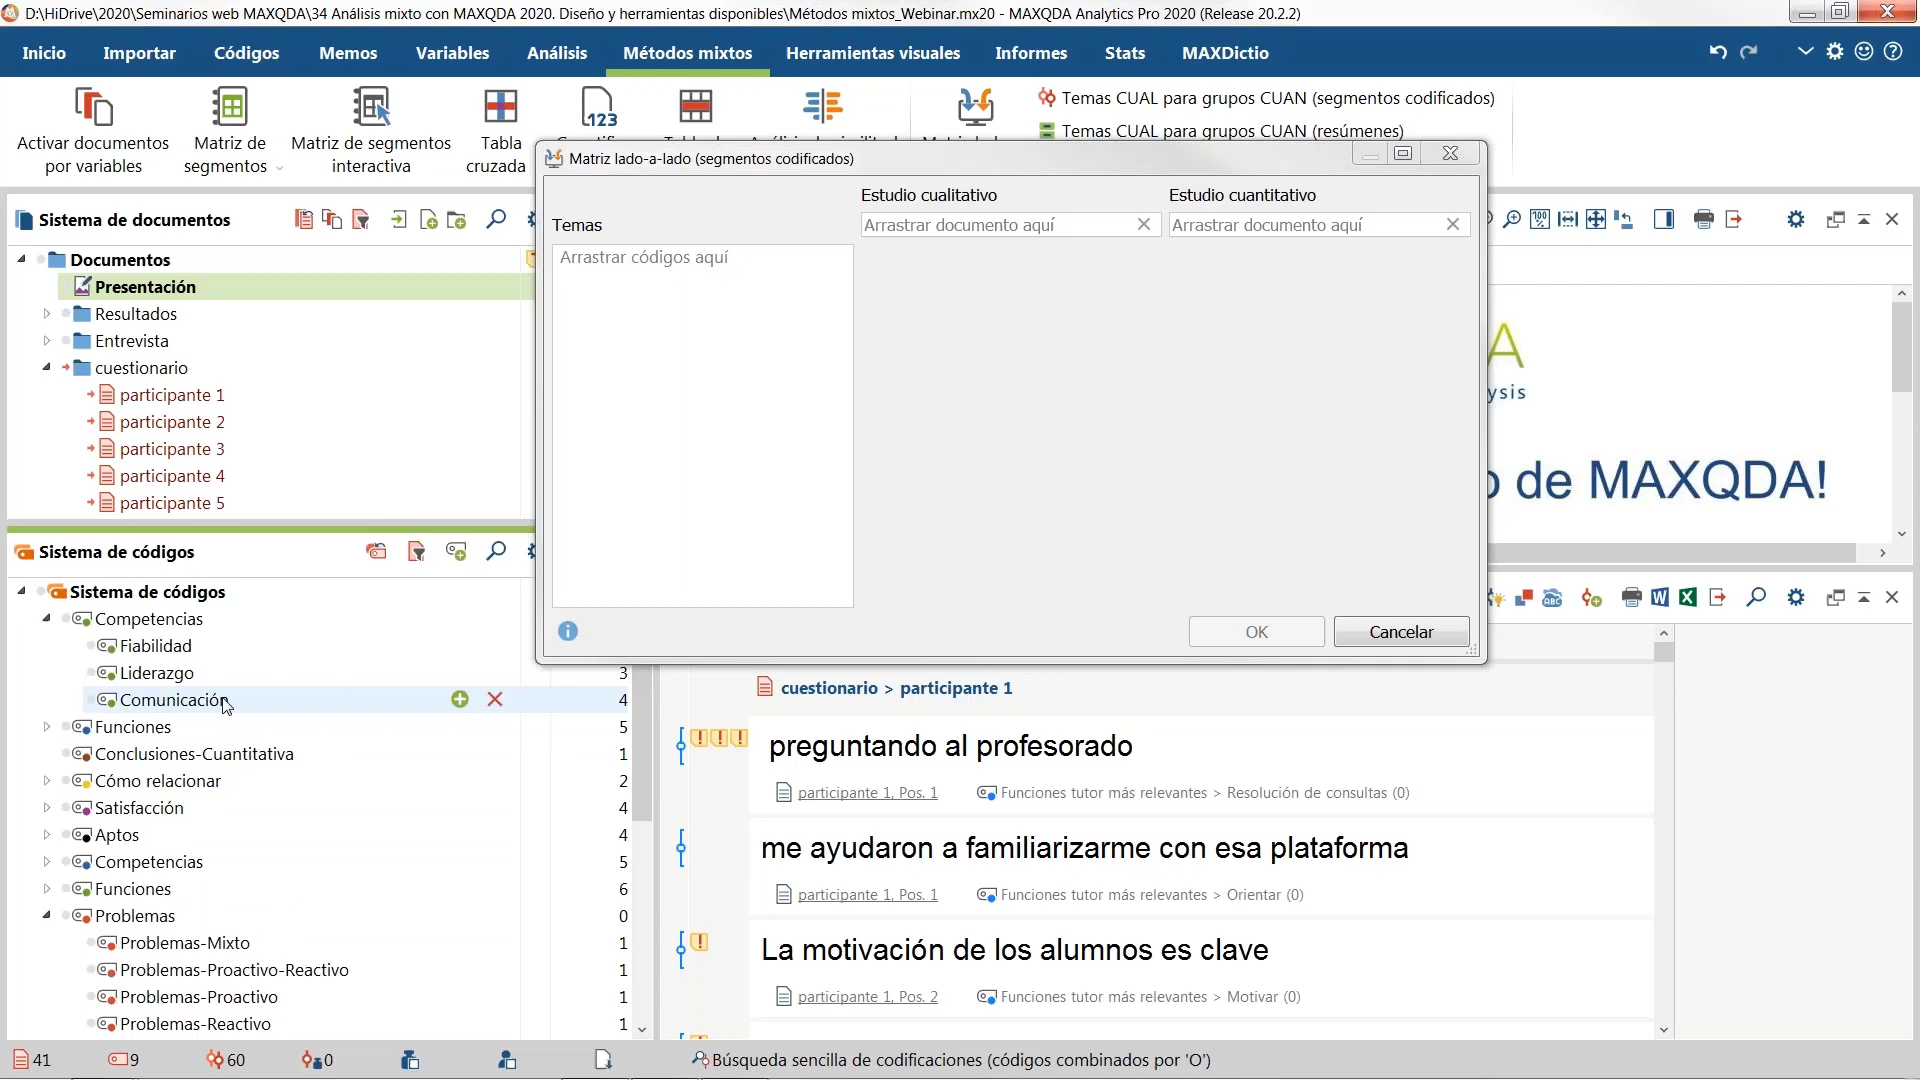 D:\HiDrive\2020\Seminarios web MAXQDA\34 Análisis mixto con MAXQDA 2020. Diseño y herramientas disponibles\Métodos mixtos_Webinar.mx20 - MAXQDA Analytics Pro 2020 (Release 20.2.2)
Inicio Importar Códigos Memos Variables Análisis Métodos mixtos Herramientas visuales Informes Stats MAXDictio
Activar documentos por variables
Matriz de segmentos
Matriz de segmentos interactiva
Tabla cruzada
123
Temas CUAL para grupos CUAN (segmentos codificados)
Temas CUAL para grupos CUAN (resúmenes)
Sistema de documentos
Documentos
Presentación
Resultados
Entrevista
cuestionario
participante 1
participante 2
participante 3
participante 4
participante 5
Matriz lado-a-lado (segmentos codificados)
Estudio cualitativo
Estudio cuantitativo
Temas
Arrastrar documento aquí
Arrastrar documento aquí
Arrastrar códigos aquí
OK
Cancelar
100
A
ysis
de MAXQDA!
Sistema de códigos
Sistema de códigos
Competencias
Fiabilidad
Liderazgo 3
Comunicación 4
Funciones 5
Conclusiones-Cuantitativa 1
Cómo relacionar 2
Satisfacción 4
Aptos 4
Competencias 5
Funciones 6
Problemas 0
Problemas-Mixto 1
Problemas-Proactivo-Reactivo 1
Problemas-Proactivo 1
Problemas-Reactivo 1
ABC W X
cuestionario > participante 1
preguntando al profesorado
participante 1, Pos. 1 Funciones tutor más relevantes > Resolución de consultas (0)
me ayudaron a familiarizarme con esa plataforma
participante 1, Pos. 1 Funciones tutor más relevantes > Orientar (0)
La motivación de los alumnos es clave
participante 1, Pos. 2 Funciones tutor más relevantes > Motivar (0)
41 9 60 0 Búsqueda sencilla de codificaciones (códigos combinados por 'O')